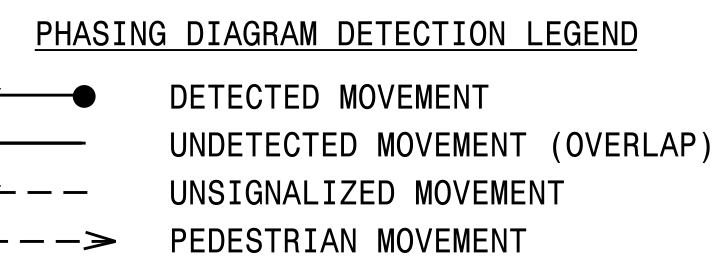 PHASING DIAGRAM DETECTION LEGEND
DETECTED MOVEMENT
UNDETECTED MOVEMENT (OVERLAP)
UNSIGNALIZED MOVEMENT
PEDESTRIAN MOVEMENT